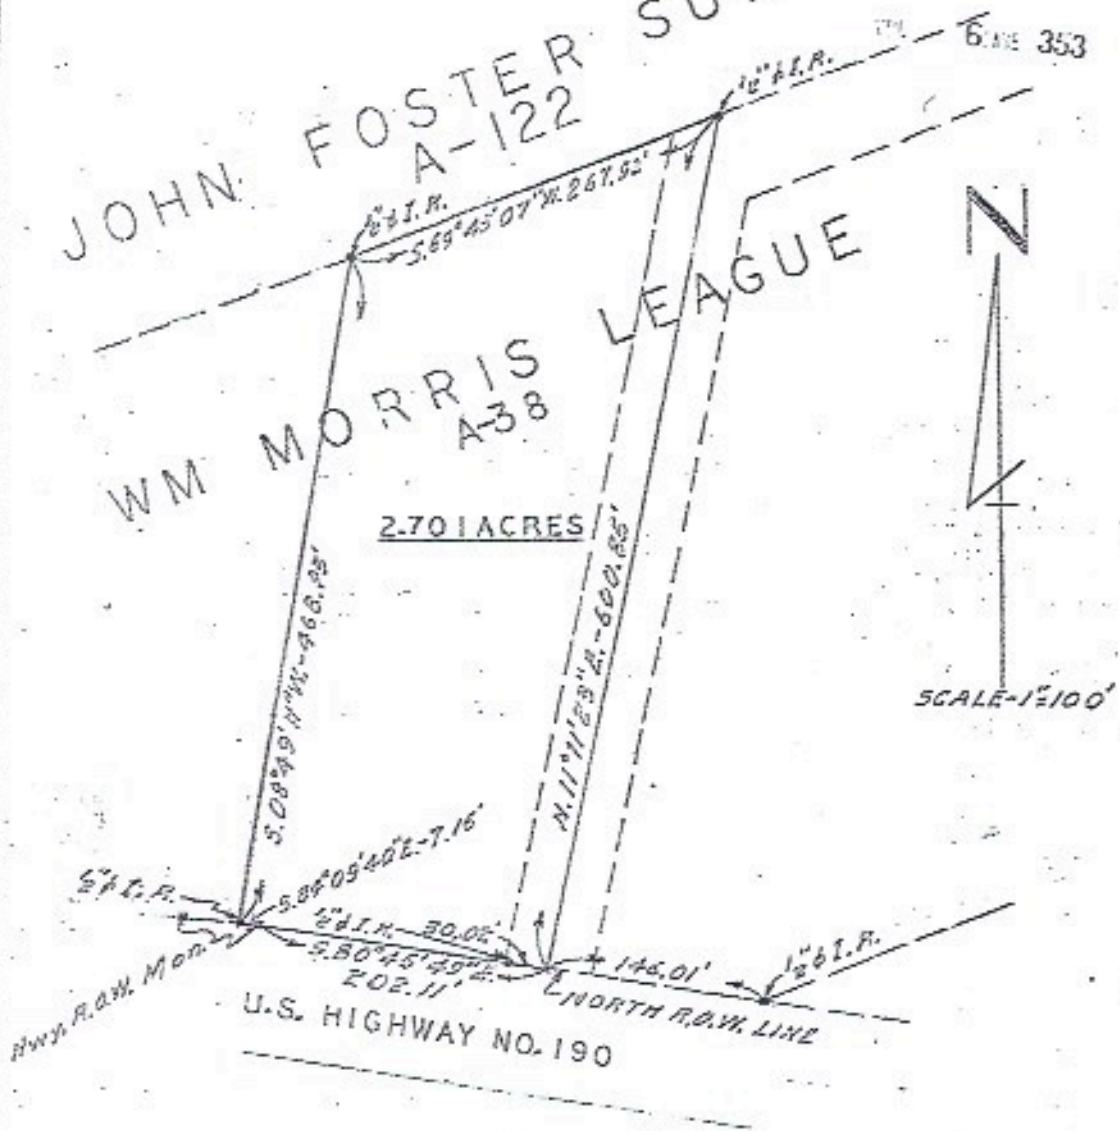 6 353
JOHN FOSTER
A-122
1/2"ϕ I.R.
1/2"ϕ I.R.
S.69°45'07"W. 267.92'
N
WM MORRIS LEAGUE
A-38
2.701 ACRES
S.08°49'11"W.-468.95'
N.11°11'23"E.-600.85'
SCALE-1"=100'
1/2"ϕ I.R.
S.84°05'40"E-7.16'
Hwy. R.O.W. Mon.
1/2"ϕ I.R. 30.02'
S.80°45'49"E.
202.11'
146.01'
1/2"ϕ I.R.
NORTH R.O.W. LINE
U.S. HIGHWAY NO. 190